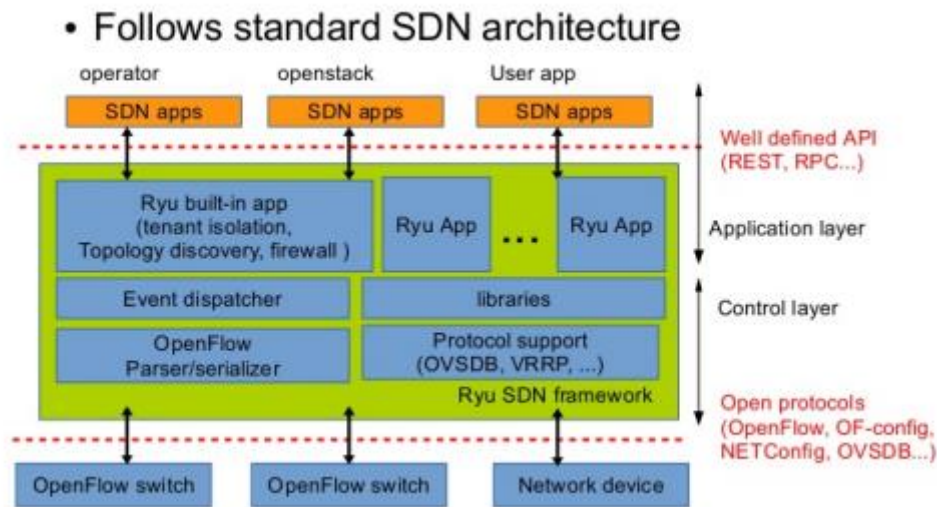 • Follows standard SDN architecture
operator
openstack
User app
SDN apps
SDN apps
SDN apps
Well defined API
(REST, RPC...)
Ryu built-in app
(tenant isolation,
Topology discovery, firewall )
Ryu App
...
Ryu App
Application layer
Event dispatcher
libraries
Control layer
OpenFlow
Parser/serializer
Protocol support
(OVSDB, VRRP, ...)
Ryu SDN framework
Open protocols
(OpenFlow, OF-config,
NETConfig, OVSDB...)
OpenFlow switch
OpenFlow switch
Network device